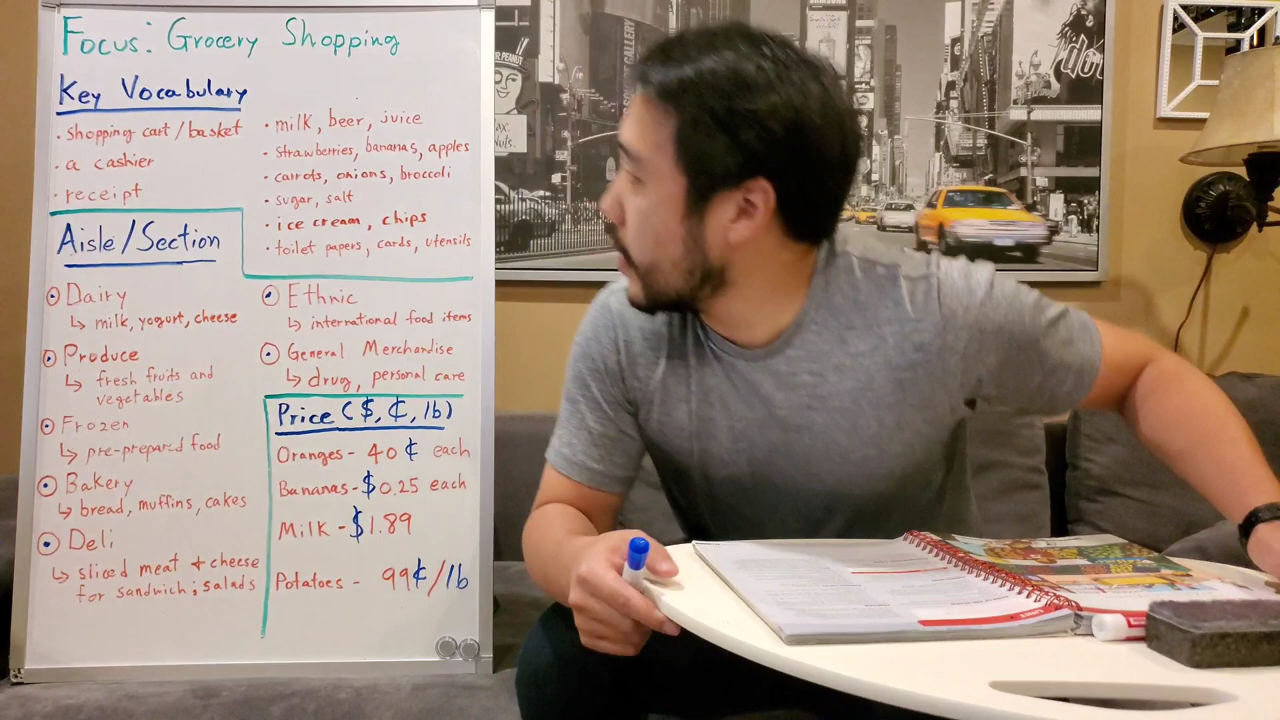 Focus: Grocery Shopping
Key Vocabulary
• shopping cart/basket
• a cashier
• receipt
• milk, beer, juice
• strawberries, bananas, apples
• carrots, onions, broccoli
• sugar, salt
• ice cream, chips
• toilet papers, cards, utensils
Aisle/Section
Dairy
↳ milk, yogurt, cheese
Produce
↳ fresh fruits and
vegetables
Frozen
↳ pre-prepared food
Bakery
↳ bread, muffins, cakes
Deli
↳ sliced meat + cheese
for sandwich; salads
Ethnic
↳ international food items
General Merchandise
↳ drug, personal care
Price ($, ¢, lb)
Oranges - 40 ¢ each
Bananas - $0.25 each
Milk - $1.89
Potatoes - 99¢/lb
SAMSUNG
GALLERY
PEANUT